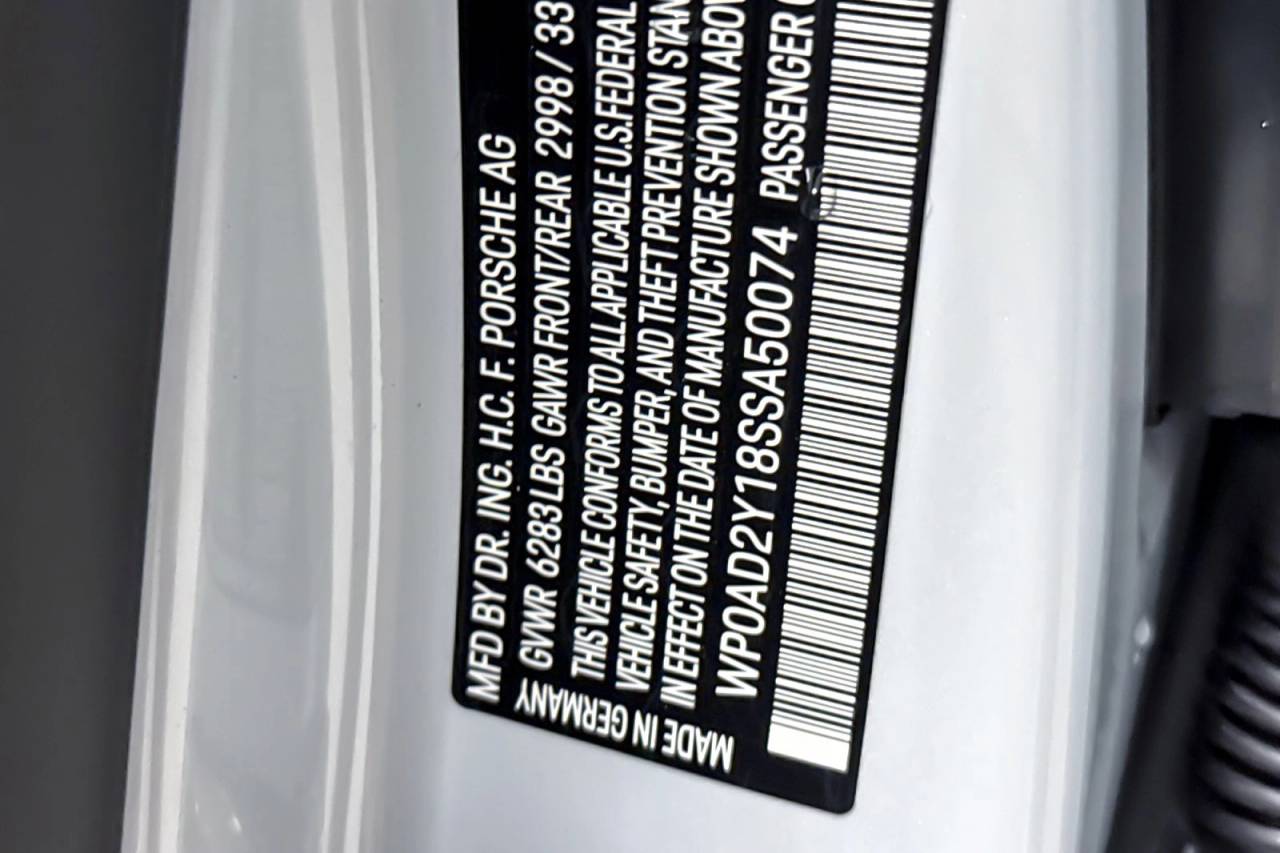 MFD BY DR. ING. H.C. F. PORSCHE AG
GVWR 6283 LBS GAWR FRONT/REAR 2998 / 33
THIS VEHICLE CONFORMS TO ALL APPLICABLE U.S. FEDERAL
VEHICLE SAFETY, BUMPER, AND THEFT PREVENTION STAN
IN EFFECT ON THE DATE OF MANUFACTURE SHOWN ABOV
WP0AD2Y18SSA50074 PASSENGER
MADE IN GERMANY